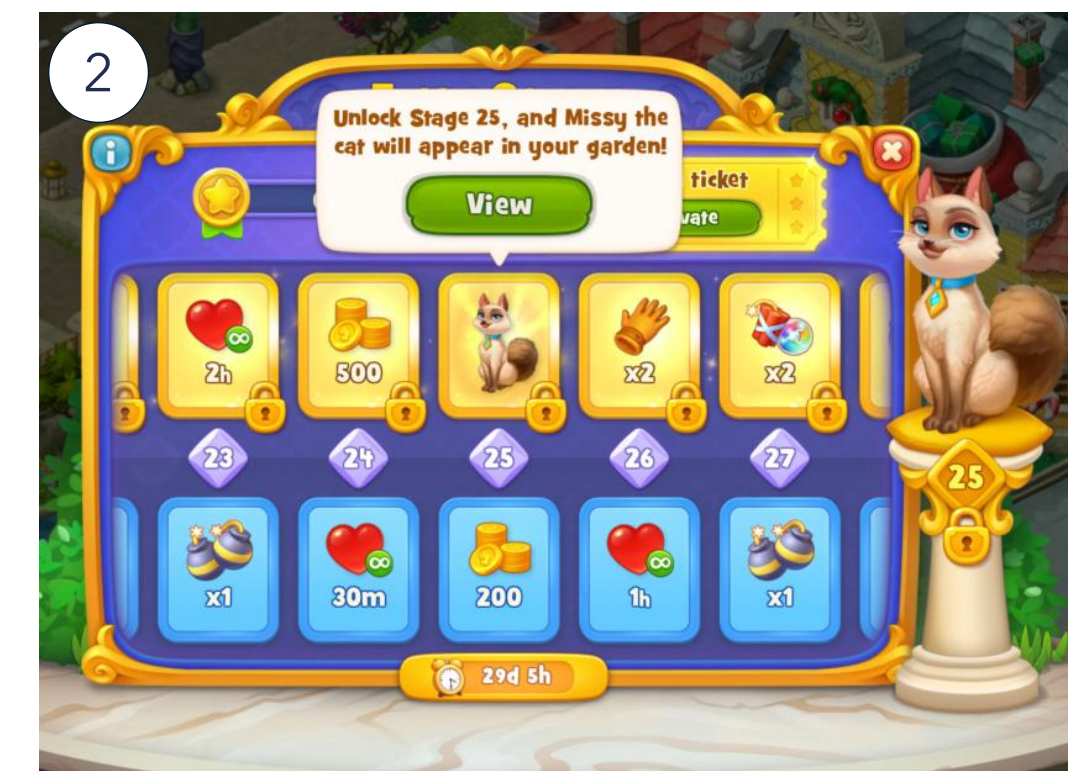 2
Unlock Stage 25, and Missy the
cat will appear in your garden!
View
ticket
2h
500
x2
x2
23
24
25
26
27
25
x1
30m
200
1h
x1
29d 5h